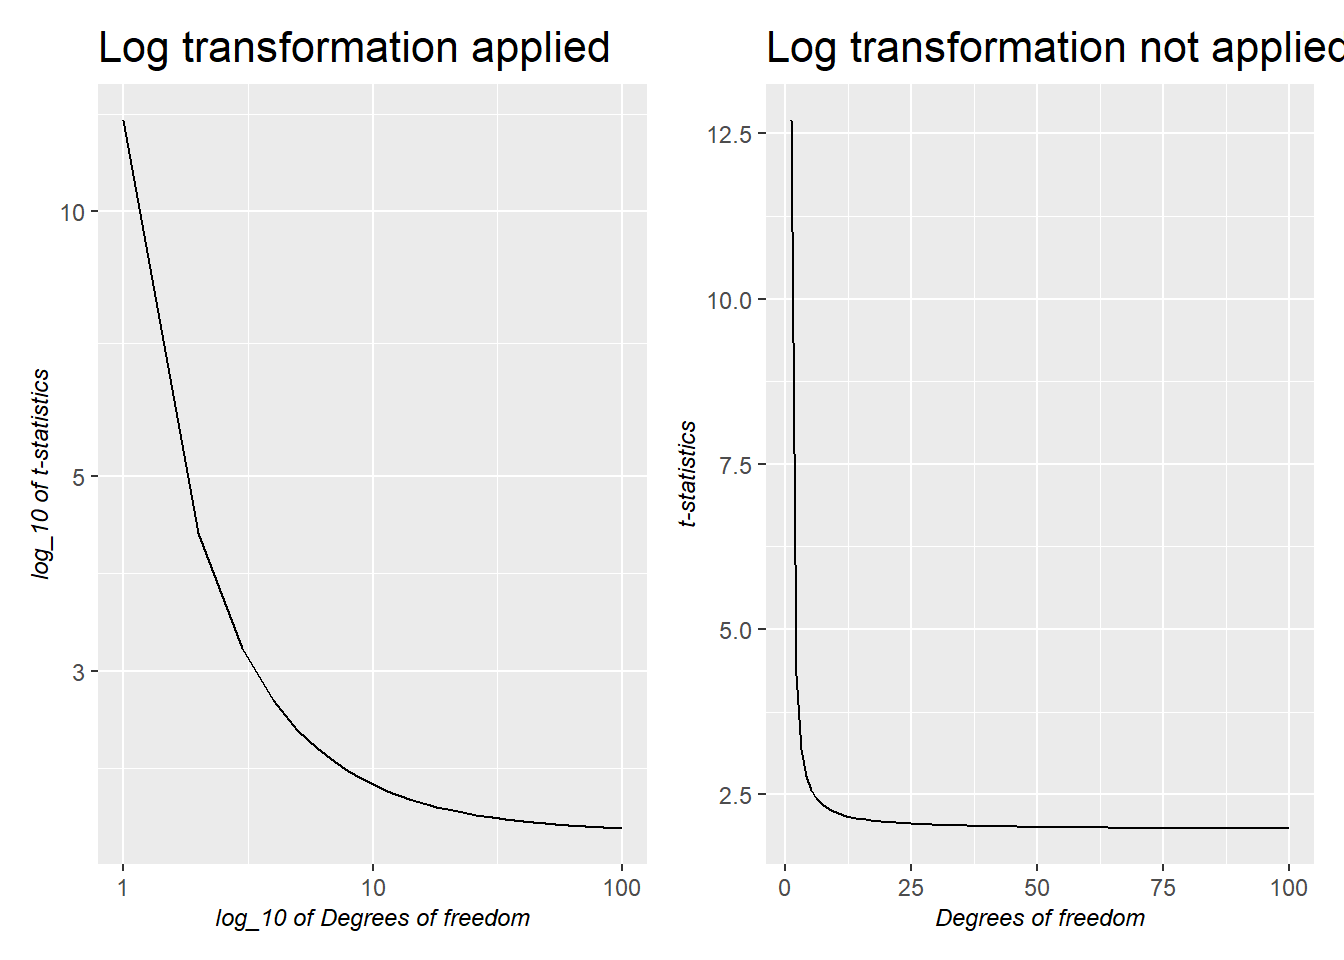 Log transformation applied
10
5
3
log_10 of t-statistics
1
10
100
log_10 of Degrees of freedom
Log transformation not applied
12.5
10.0
7.5
5.0
2.5
t-statistics
0
25
50
75
100
Degrees of freedom